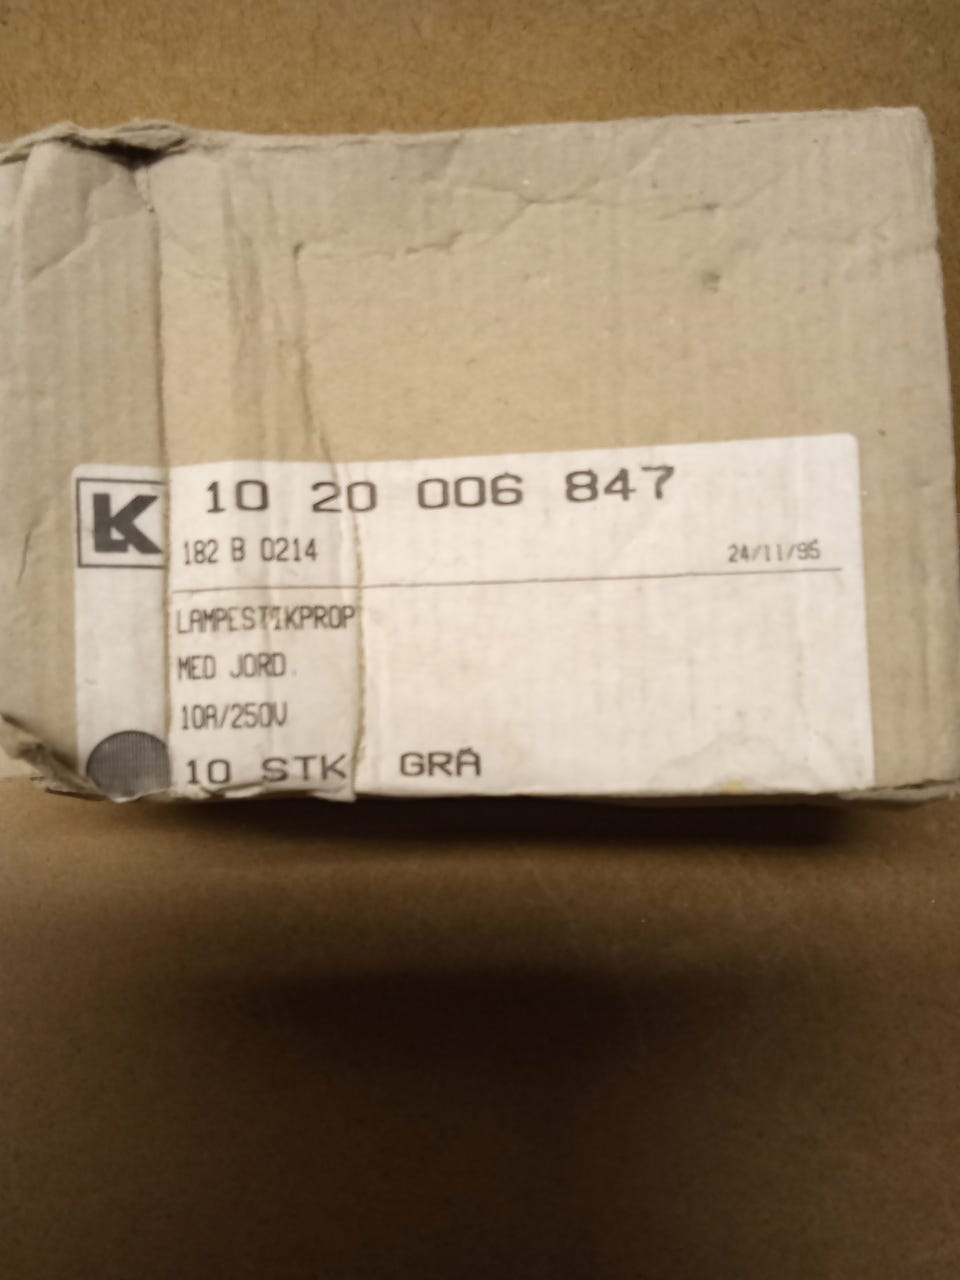 LK
10 20 006 847
182 B 0214
24/11/95
LAMPESTIKPROP
MED JORD.
10A/250V
10 STK GRÅ